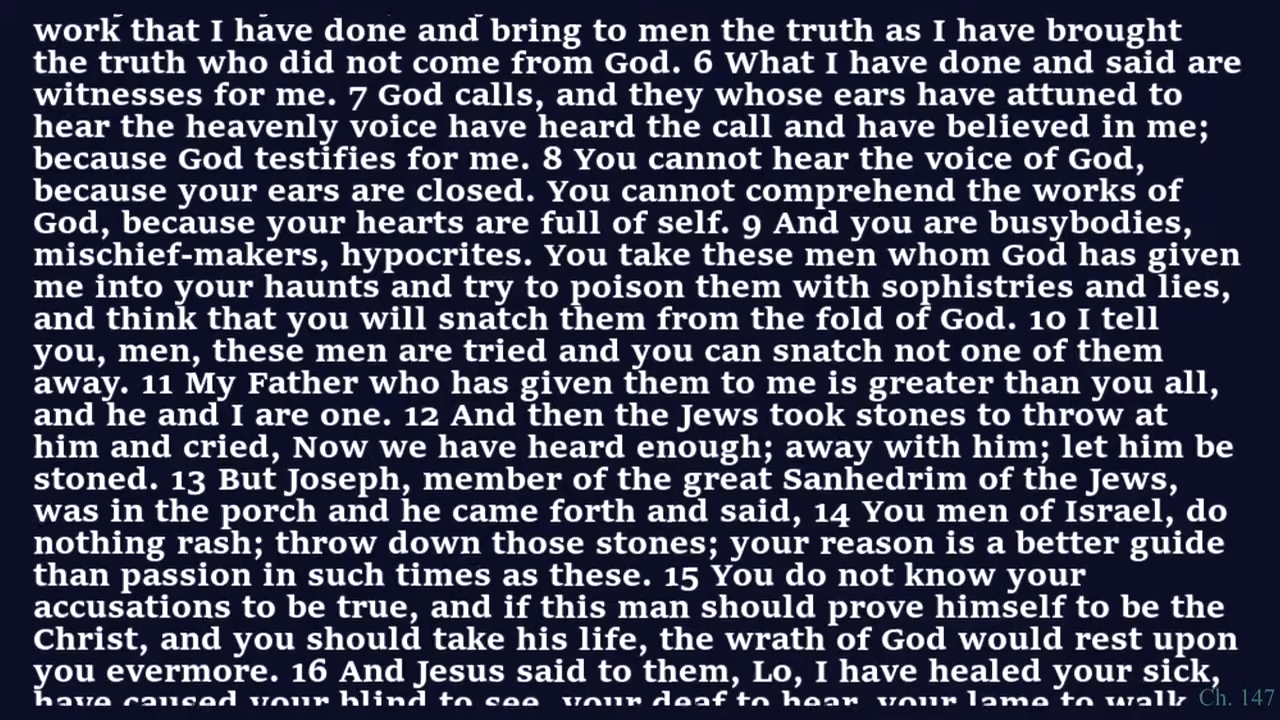 work that I have done and bring to men the truth as I have brought
the truth who did not come from God. 6 What I have done and said are
witnesses for me. 7 God calls, and they whose ears have attuned to
hear the heavenly voice have heard the call and have believed in me;
because God testifies for me. 8 You cannot hear the voice of God,
because your ears are closed. You cannot comprehend the works of
God, because your hearts are full of self. 9 And you are busybodies,
mischief-makers, hypocrites. You take these men whom God has given
me into your haunts and try to poison them with sophistries and lies,
and think that you will snatch them from the fold of God. 10 I tell
you, men, these men are tried and you can snatch not one of them
away. 11 My Father who has given them to me is greater than you all,
and he and I are one. 12 And then the Jews took stones to throw at
him and cried, Now we have heard enough; away with him; let him be
stoned. 13 But Joseph, member of the great Sanhedrim of the Jews,
was in the porch and he came forth and said, 14 You men of Israel, do
nothing rash; throw down those stones; your reason is a better guide
than passion in such times as these. 15 You do not know your
accusations to be true, and if this man should prove himself to be the
Christ, and you should take his life, the wrath of God would rest upon
you evermore. 16 And Jesus said to them, Lo, I have healed your sick,
have caused your blind to see, your deaf to hear, your lame to walk
Ch. 147